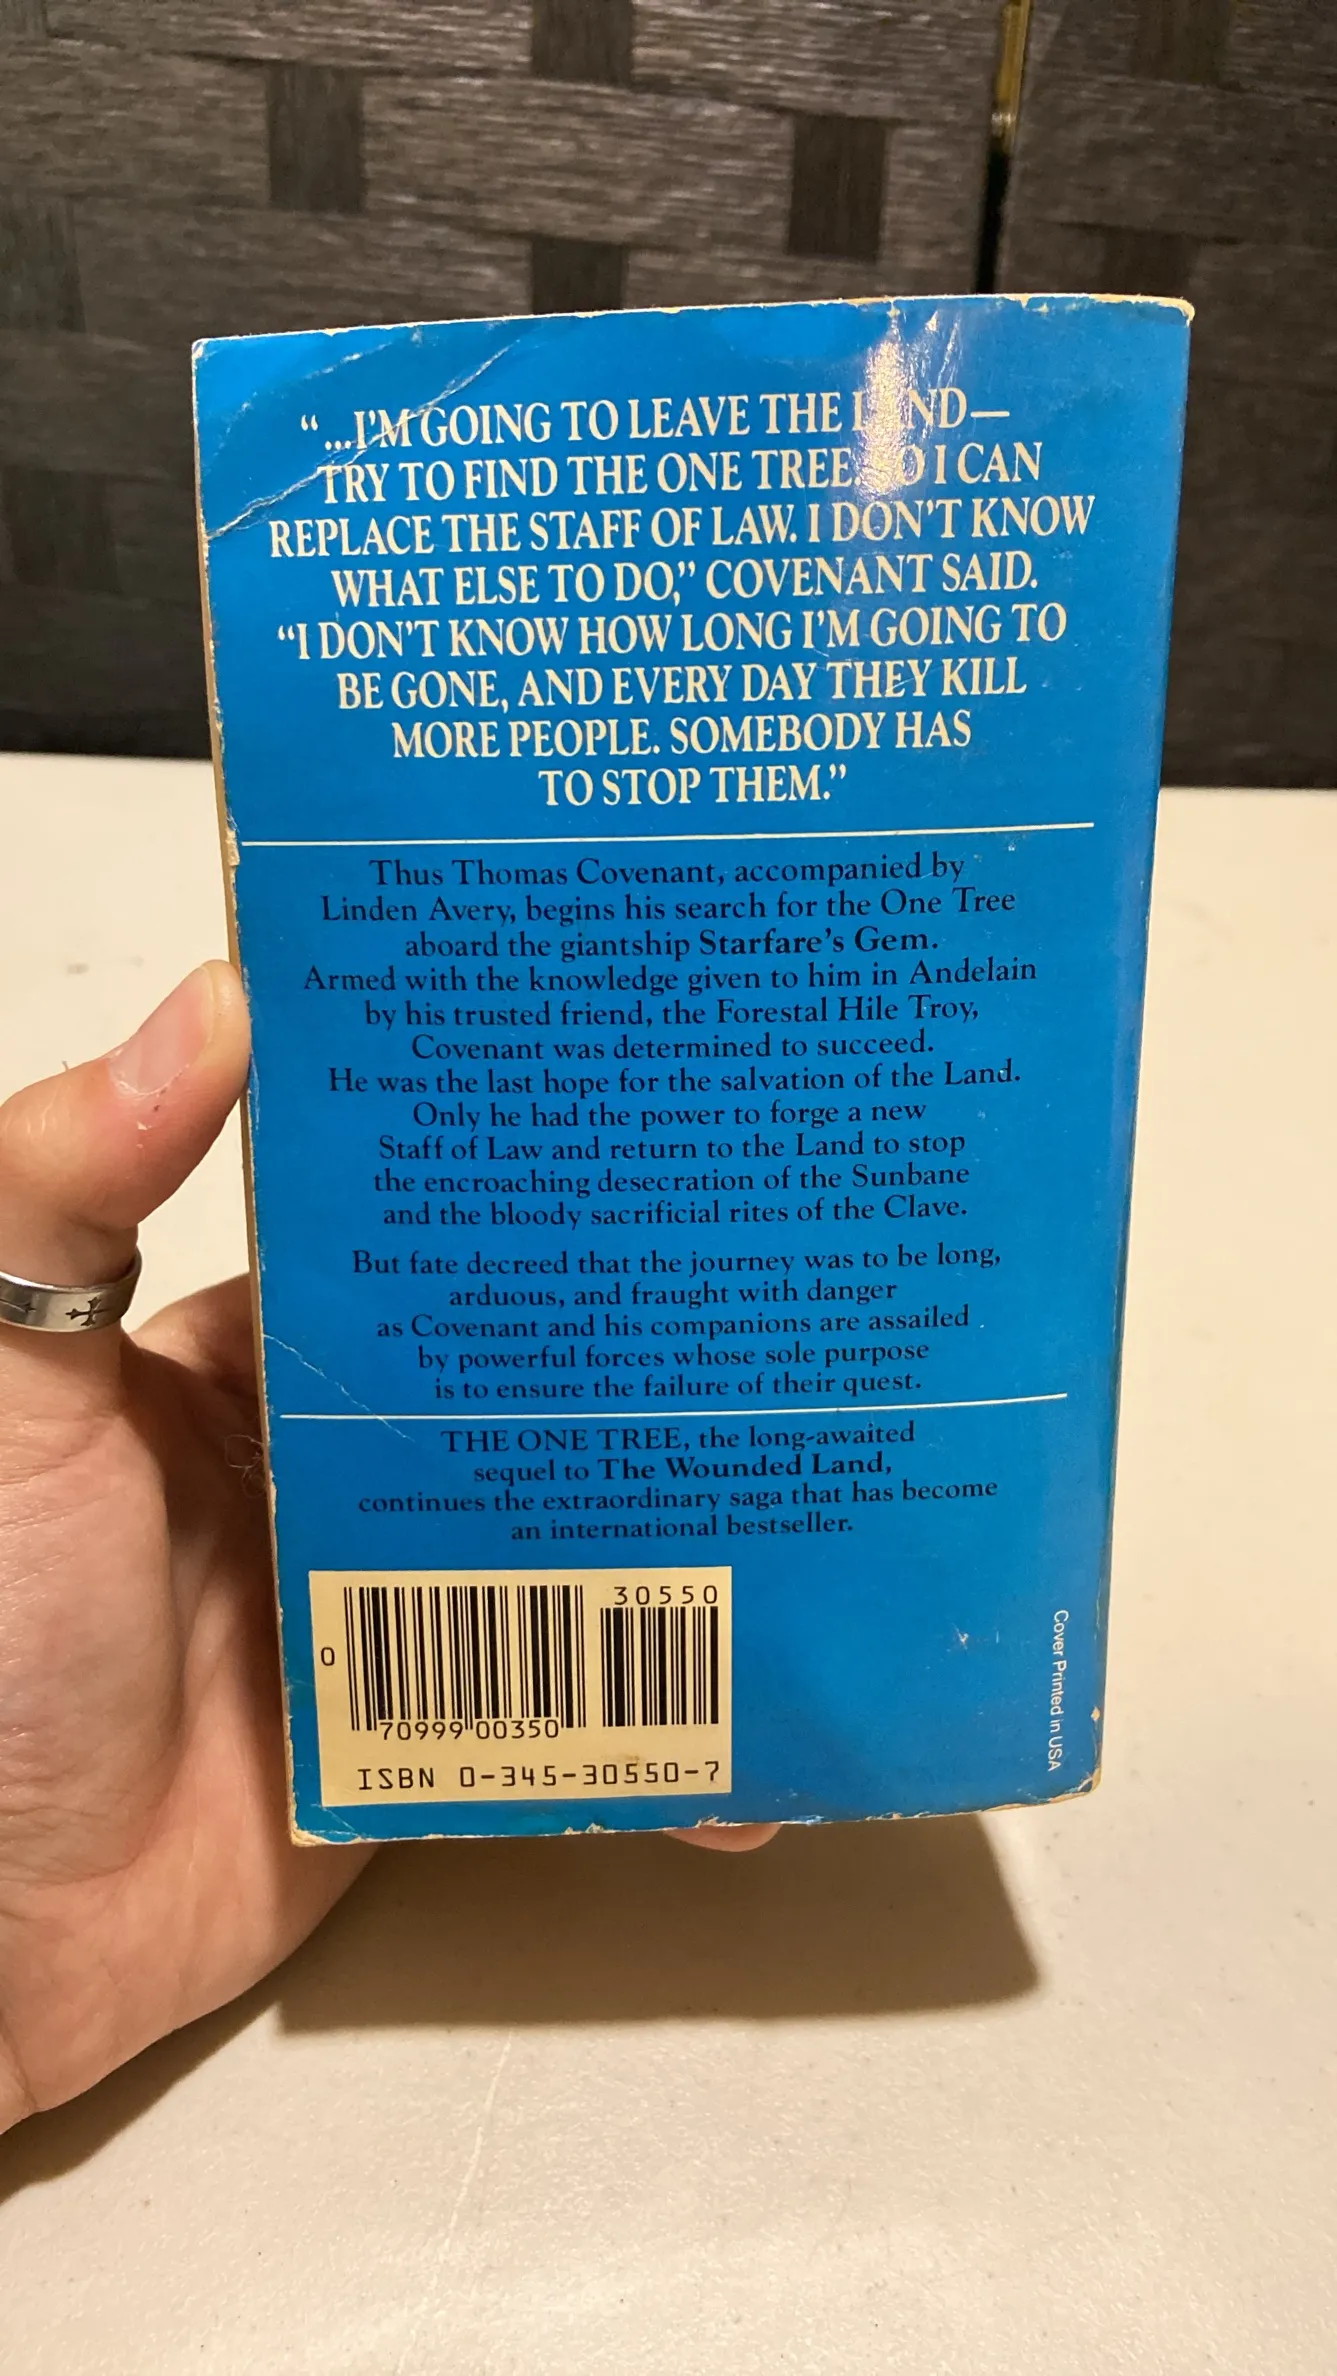 “...I'M GOING TO LEAVE THE LAND—
TRY TO FIND THE ONE TREE. SO I CAN
REPLACE THE STAFF OF LAW. I DON'T KNOW
WHAT ELSE TO DO,” COVENANT SAID.
“I DON'T KNOW HOW LONG I'M GOING TO
BE GONE, AND EVERY DAY THEY KILL
MORE PEOPLE. SOMEBODY HAS
TO STOP THEM.”
Thus Thomas Covenant, accompanied by
Linden Avery, begins his search for the One Tree
aboard the giantship Starfare's Gem.
Armed with the knowledge given to him in Andelain
by his trusted friend, the Forestal Hile Troy,
Covenant was determined to succeed.
He was the last hope for the salvation of the Land.
Only he had the power to forge a new
Staff of Law and return to the Land to stop
the encroaching desecration of the Sunbane
and the bloody sacrificial rites of the Clave.
But fate decreed that the journey was to be long,
arduous, and fraught with danger
as Covenant and his companions are assailed
by powerful forces whose sole purpose
is to ensure the failure of their quest.
THE ONE TREE, the long-awaited
sequel to The Wounded Land,
continues the extraordinary saga that has become
an international bestseller.
30550
0
70999 00350
ISBN 0-345-30550-7
Cover Printed in USA